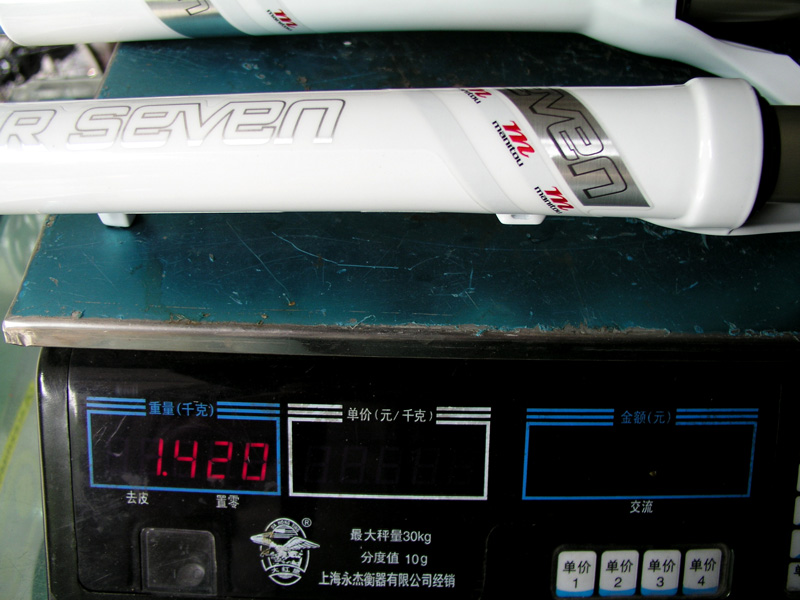 R SEVEN
manitou
manitou
manitou
even
重量(千克)
单价(元/千克)
金额(元)
1.420
去皮
置零
交流
®
最大秤量30kg
分度值 10g
上海永杰衡器有限公司经销
单价 1
单价 2
单价 3
单价 4